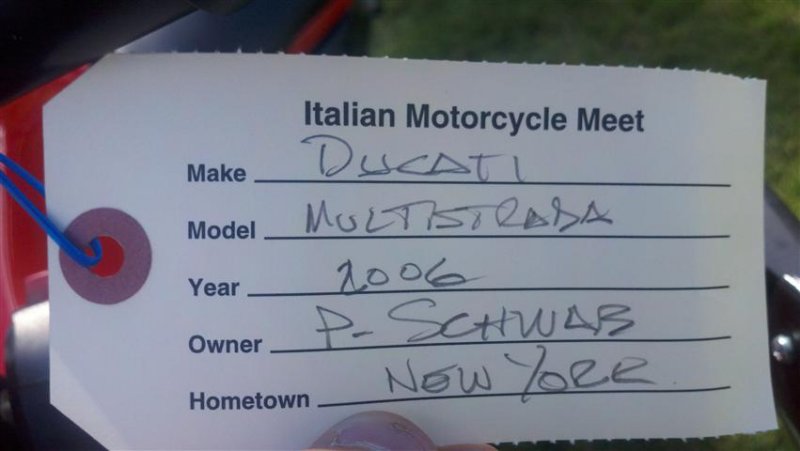 Italian Motorcycle Meet
Make DUCATI
Model MULTISTRADA
Year 2006
Owner P- SCHWAB
Hometown NEW YORK